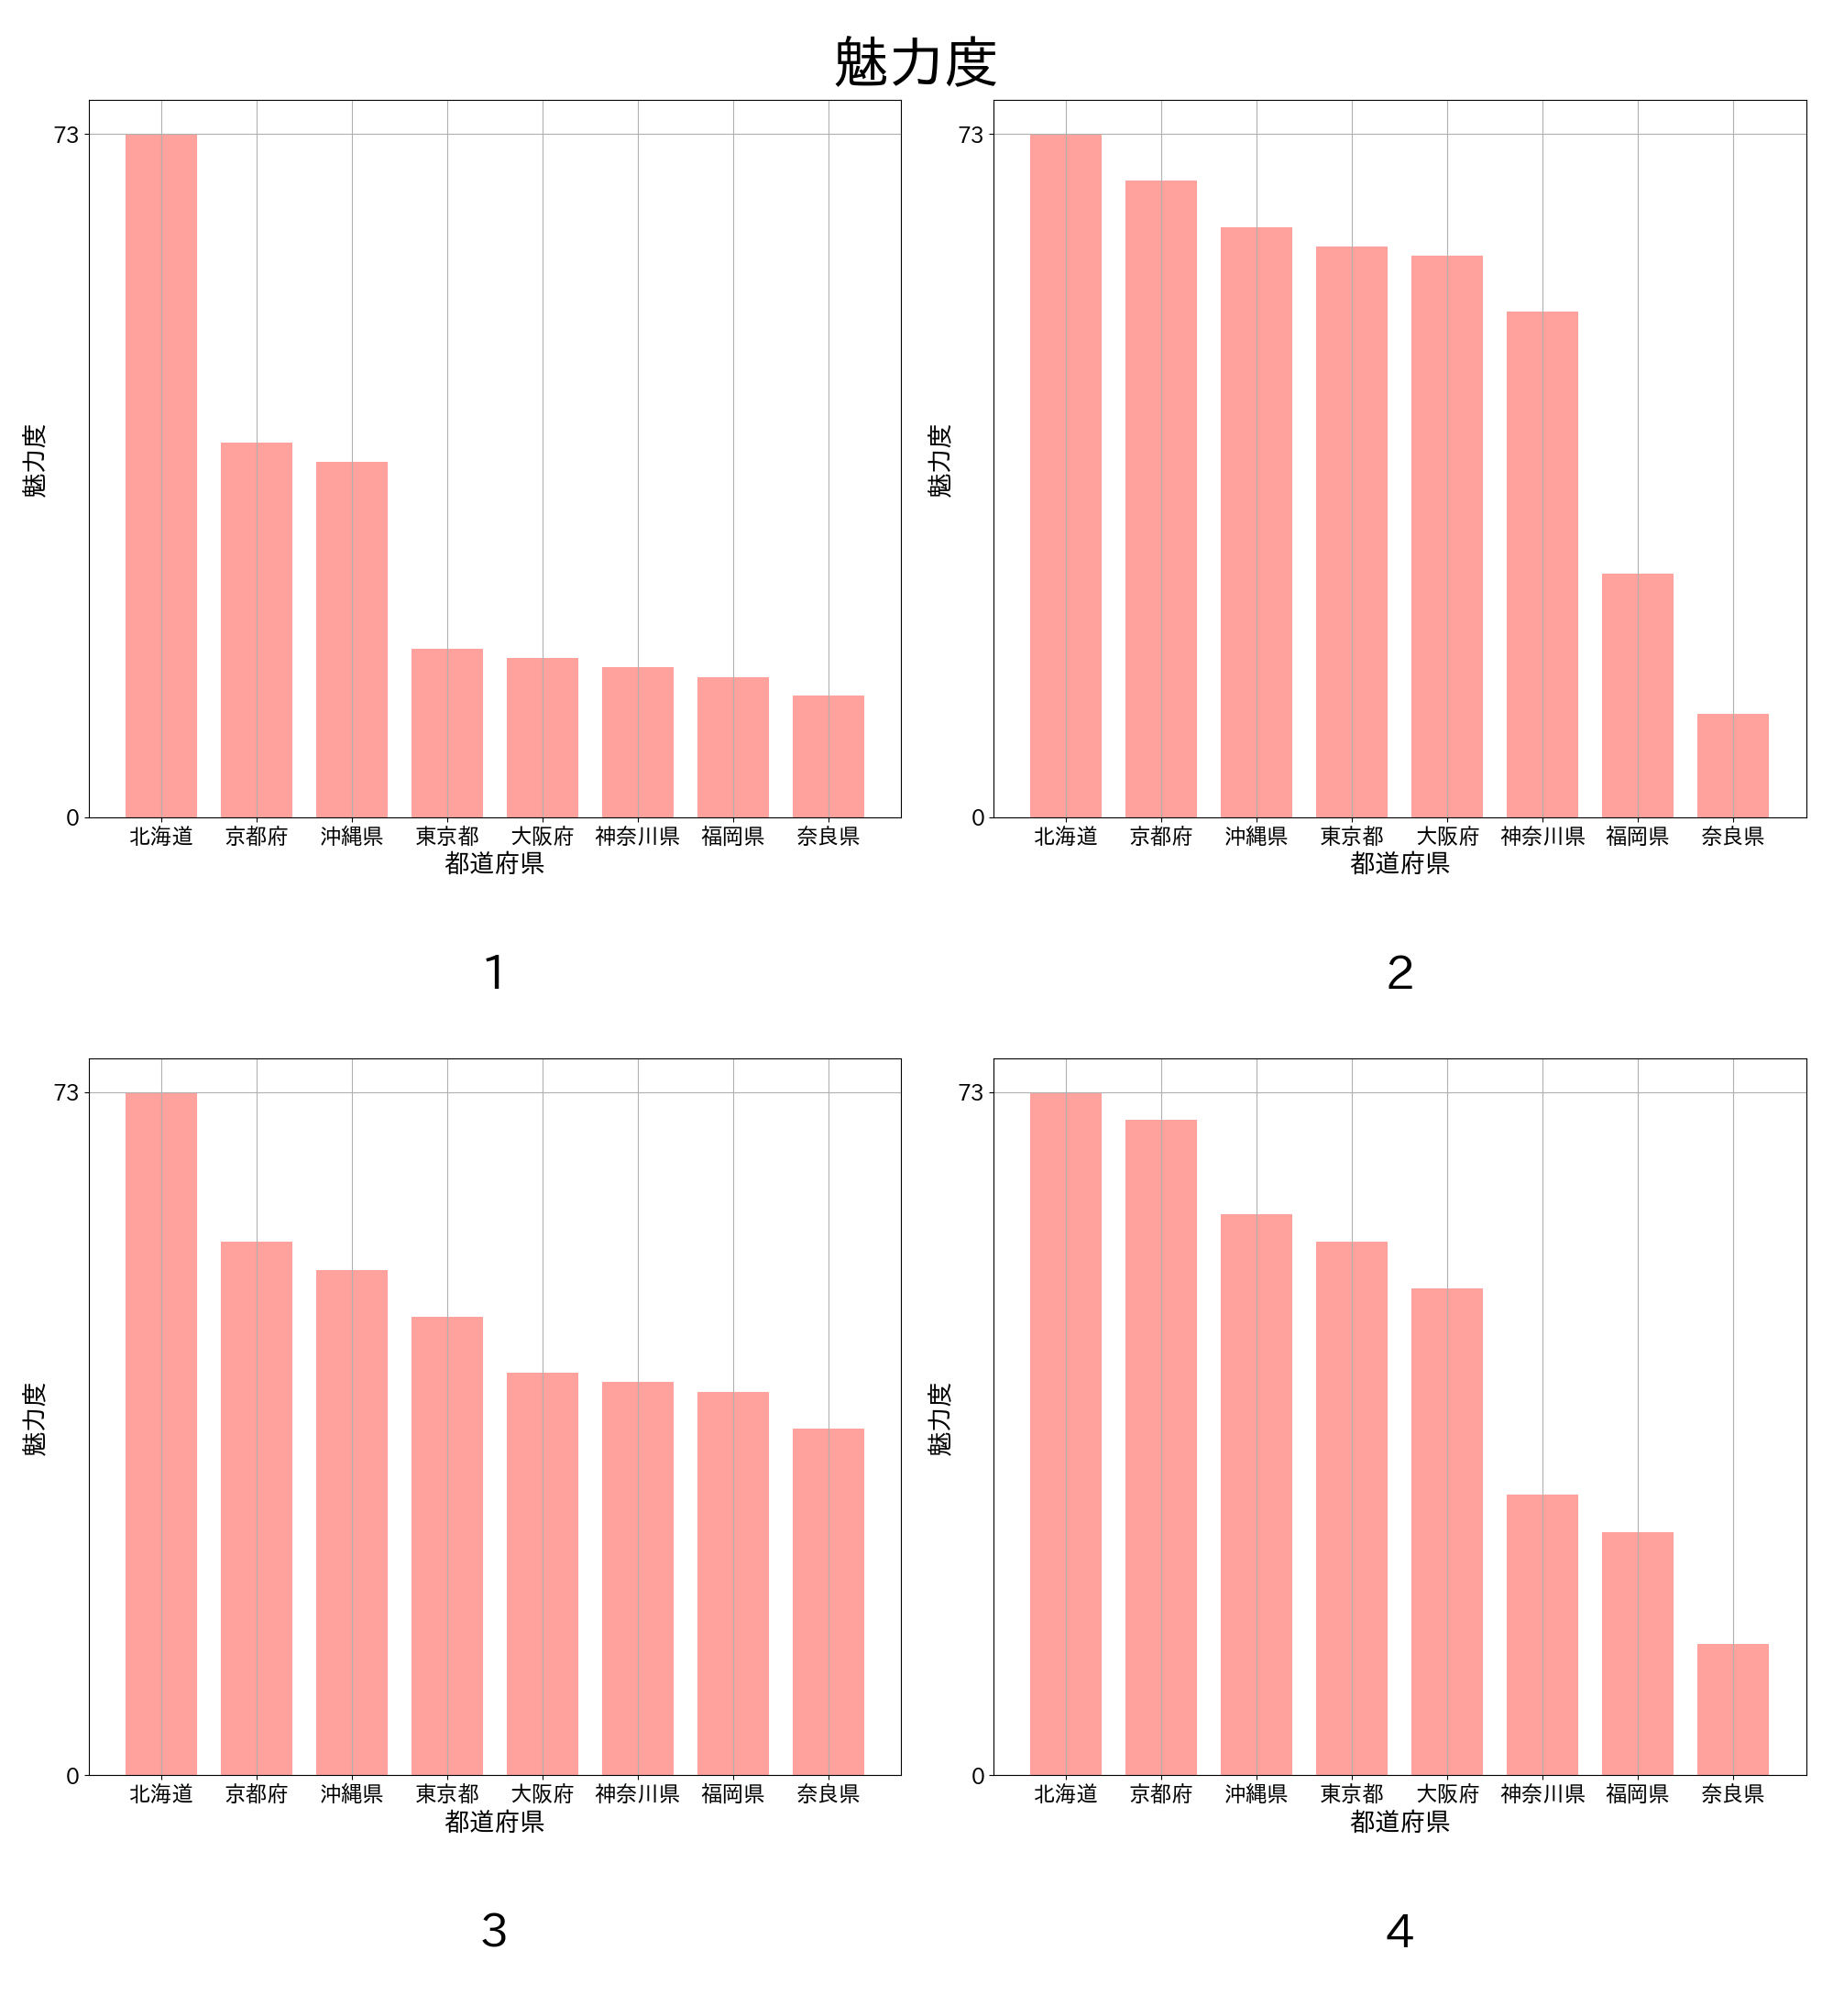 魅力度
73
0
魅力度
北海道 京都府 沖縄県 東京都 大阪府 神奈川県 福岡県 奈良県
都道府県
1
73
0
魅力度
北海道 京都府 沖縄県 東京都 大阪府 神奈川県 福岡県 奈良県
都道府県
2
73
0
魅力度
北海道 京都府 沖縄県 東京都 大阪府 神奈川県 福岡県 奈良県
都道府県
3
73
0
魅力度
北海道 京都府 沖縄県 東京都 大阪府 神奈川県 福岡県 奈良県
都道府県
4